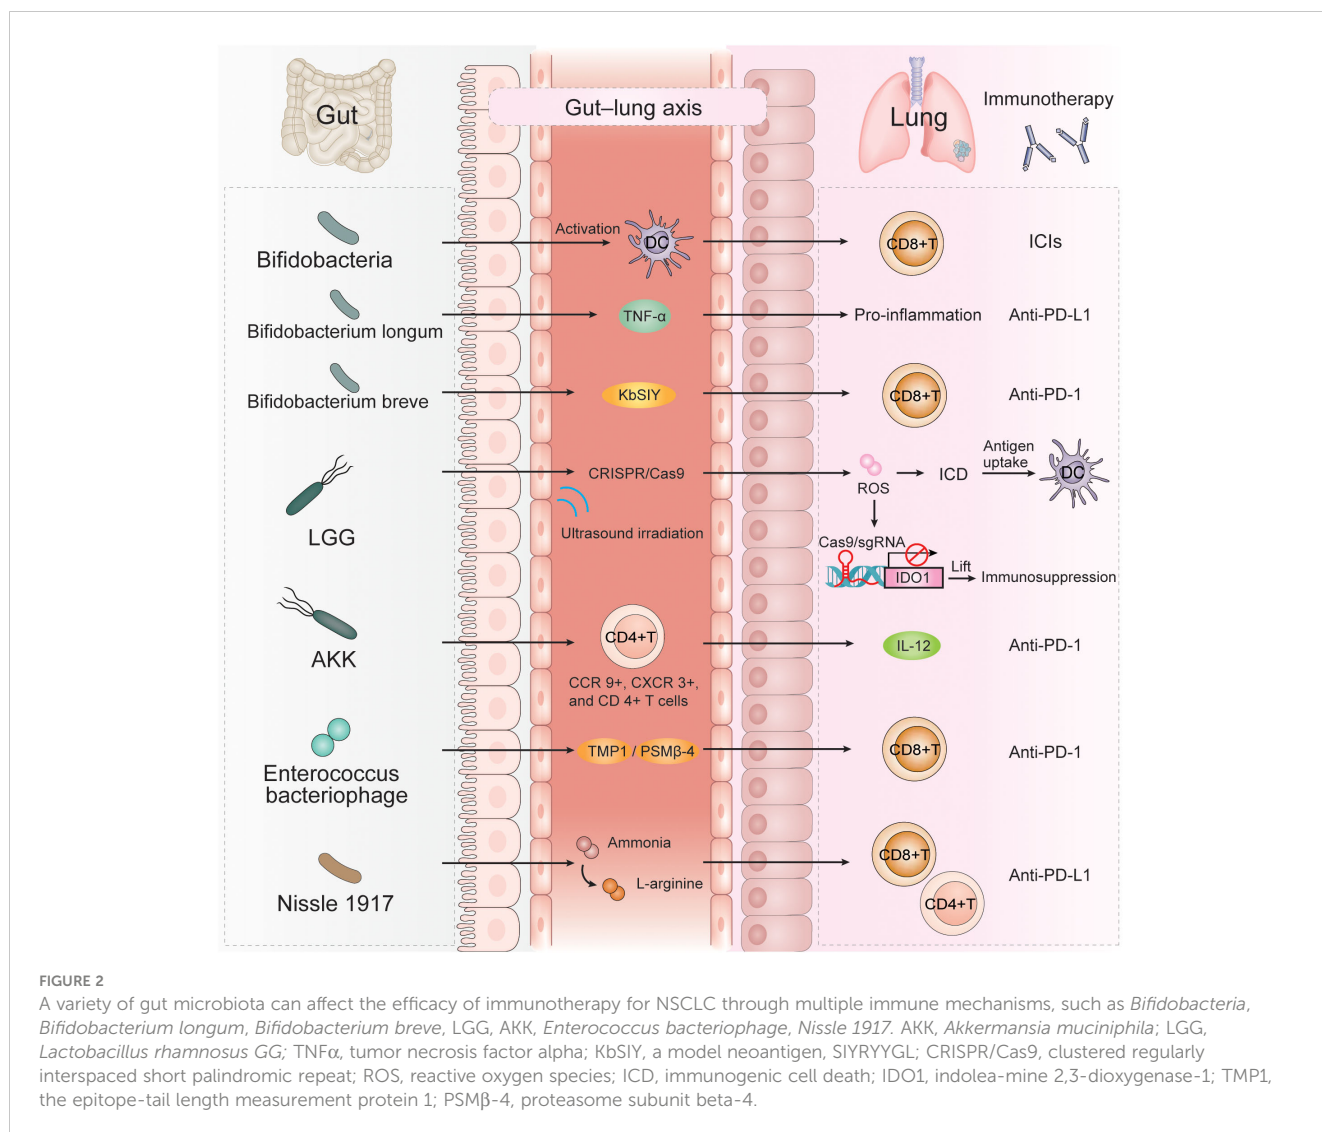 Gut
Gut–lung axis
Lung
Immunotherapy
Bifidobacteria
Activation
DC
CD8+T
ICIs
Bifidobacterium longum
TNF-α
Pro-inflammation
Anti-PD-L1
Bifidobacterium breve
KbSIY
CD8+T
Anti-PD-1
LGG
CRISPR/Cas9
Ultrasound irradiation
ROS
ICD
Antigen
uptake
DC
Cas9/sgRNA
IDO1
Lift
Immunosuppression
AKK
CD4+T
CCR 9+, CXCR 3+,
and CD 4+ T cells
IL-12
Anti-PD-1
Enterococcus
bacteriophage
TMP1 / PSMβ-4
CD8+T
Anti-PD-1
Nissle 1917
Ammonia
L-arginine
CD8+T
CD4+T
Anti-PD-L1
FIGURE 2
A variety of gut microbiota can affect the efficacy of immunotherapy for NSCLC through multiple immune mechanisms, such as Bifidobacteria,
Bifidobacterium longum, Bifidobacterium breve, LGG, AKK, Enterococcus bacteriophage, Nissle 1917. AKK, Akkermansia muciniphila; LGG,
Lactobacillus rhamnosus GG; TNFα, tumor necrosis factor alpha; KbSIY, a model neoantigen, SIYRYYGL; CRISPR/Cas9, clustered regularly
interspaced short palindromic repeat; ROS, reactive oxygen species; ICD, immunogenic cell death; IDO1, indolea-mine 2,3-dioxygenase-1; TMP1,
the epitope-tail length measurement protein 1; PSMβ-4, proteasome subunit beta-4.